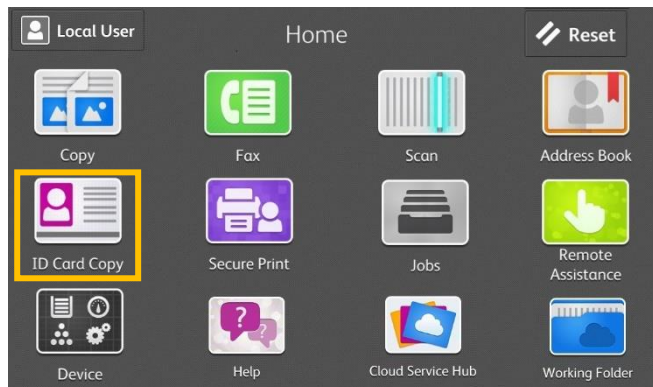 Local User
Home
Reset
Copy
Fax
Scan
Address Book
ID Card Copy
Secure Print
Jobs
Remote
Assistance
Device
Help
Cloud Service Hub
Working Folder